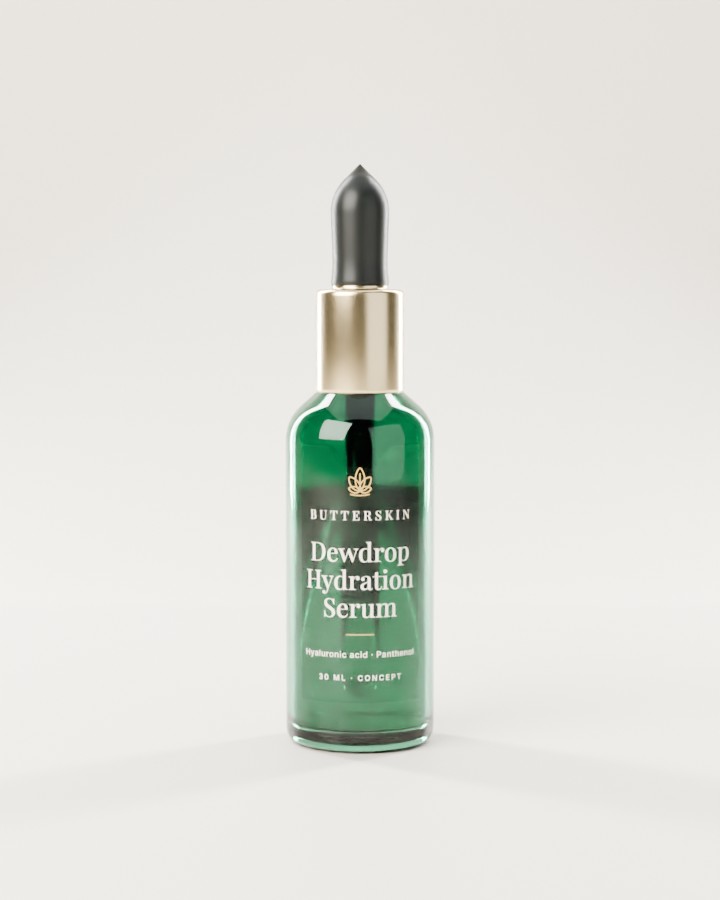 BUTTERSKIN
Dewdrop
Hydration
Serum
Hyaluronic acid · Panthenol
30 ML · CONCEPT